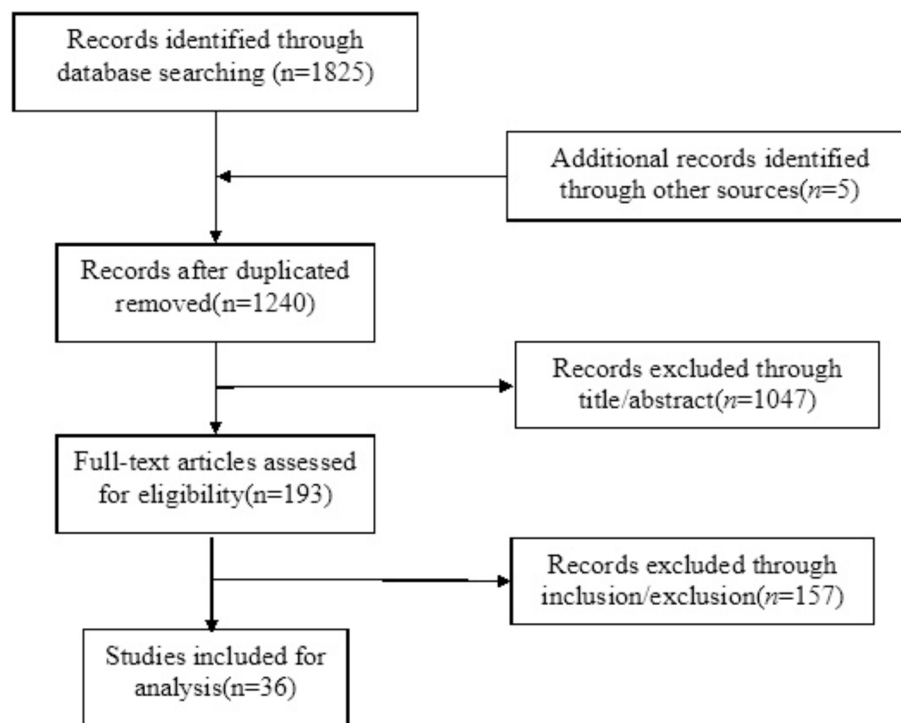 Records identified through
database searching (n=1825)
Additional records identified
through other sources(n=5)
Records after duplicated
removed(n=1240)
Records excluded through
title/abstract(n=1047)
Full-text articles assessed
for eligibility(n=193)
Records excluded through
inclusion/exclusion(n=157)
Studies included for
analysis(n=36)